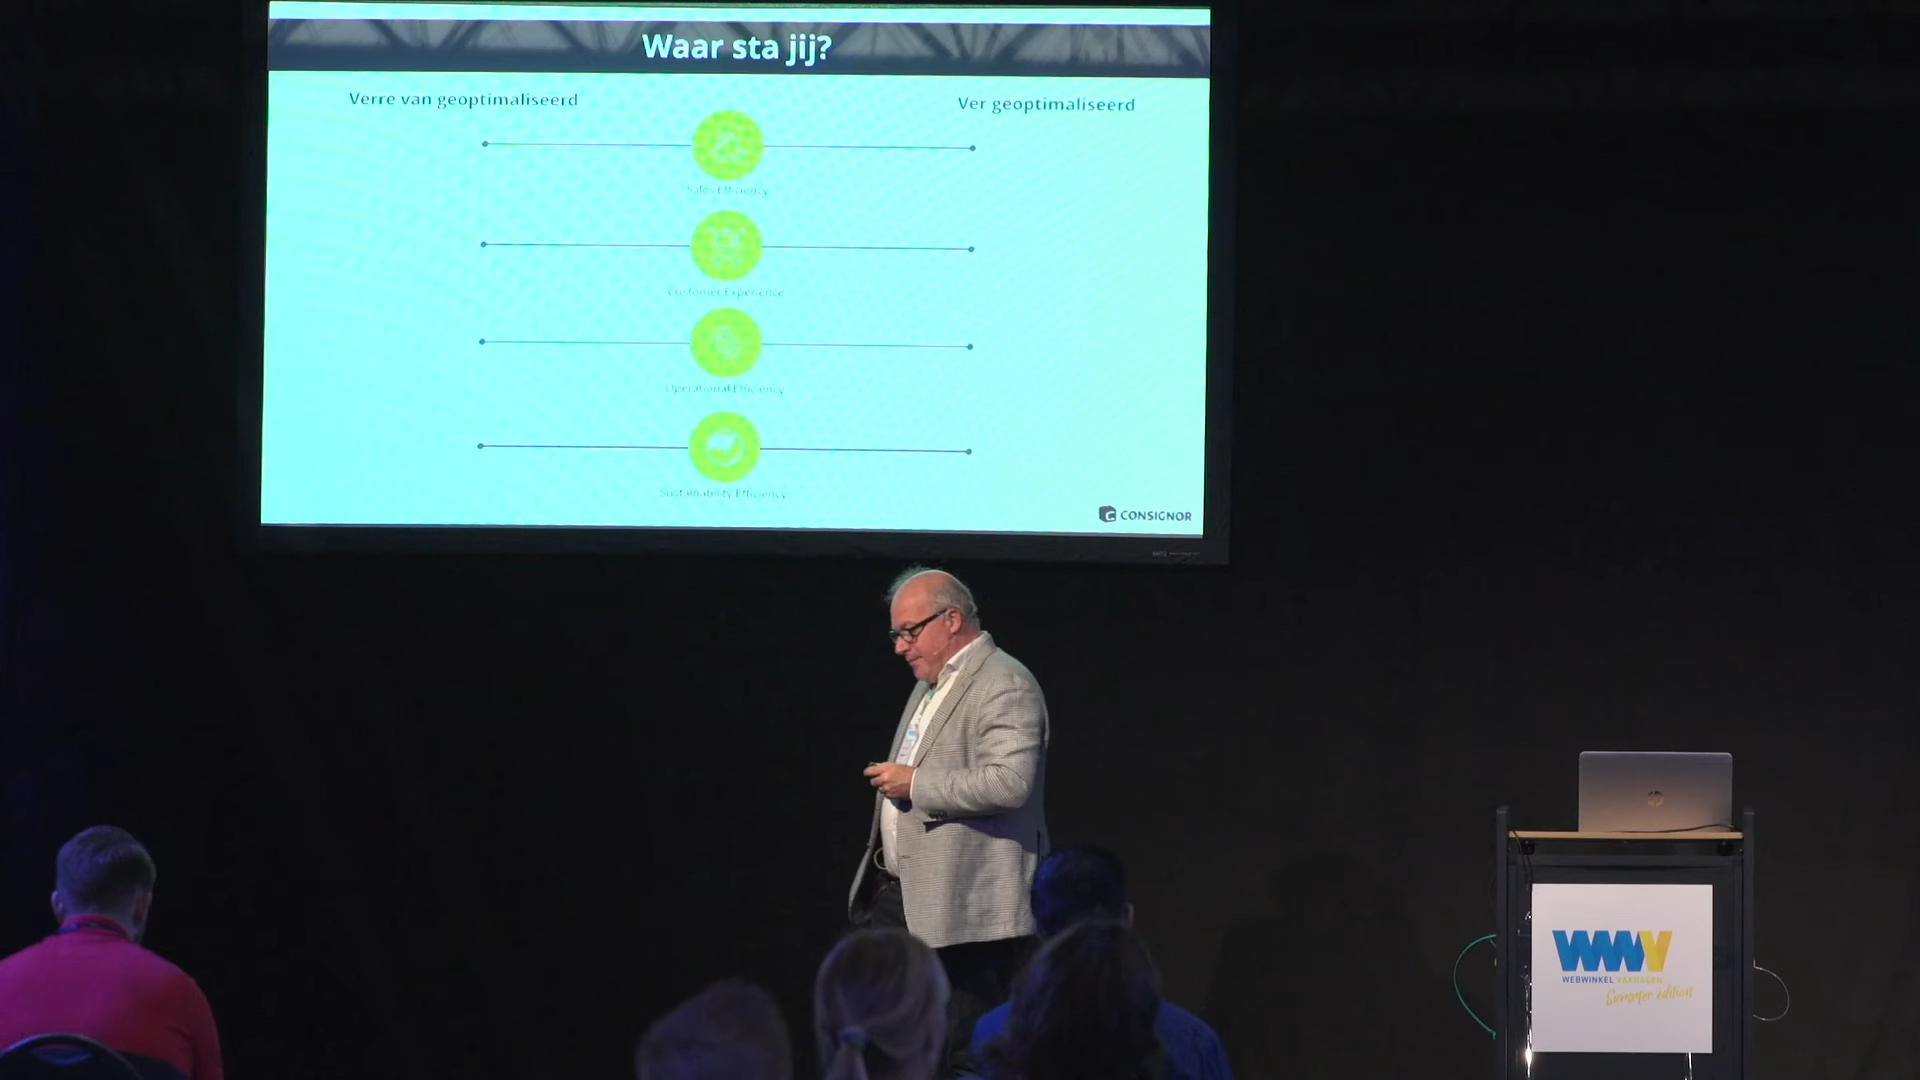 Waar sta jij?
Verre van geoptimaliseerd
Ver geoptimaliseerd
Sales Efficiency
Customer Experience
Operational Efficiency
Sustainability Efficiency
CONSIGNOR
WWV
WEBWINKEL VAKDAGEN
Summer edition